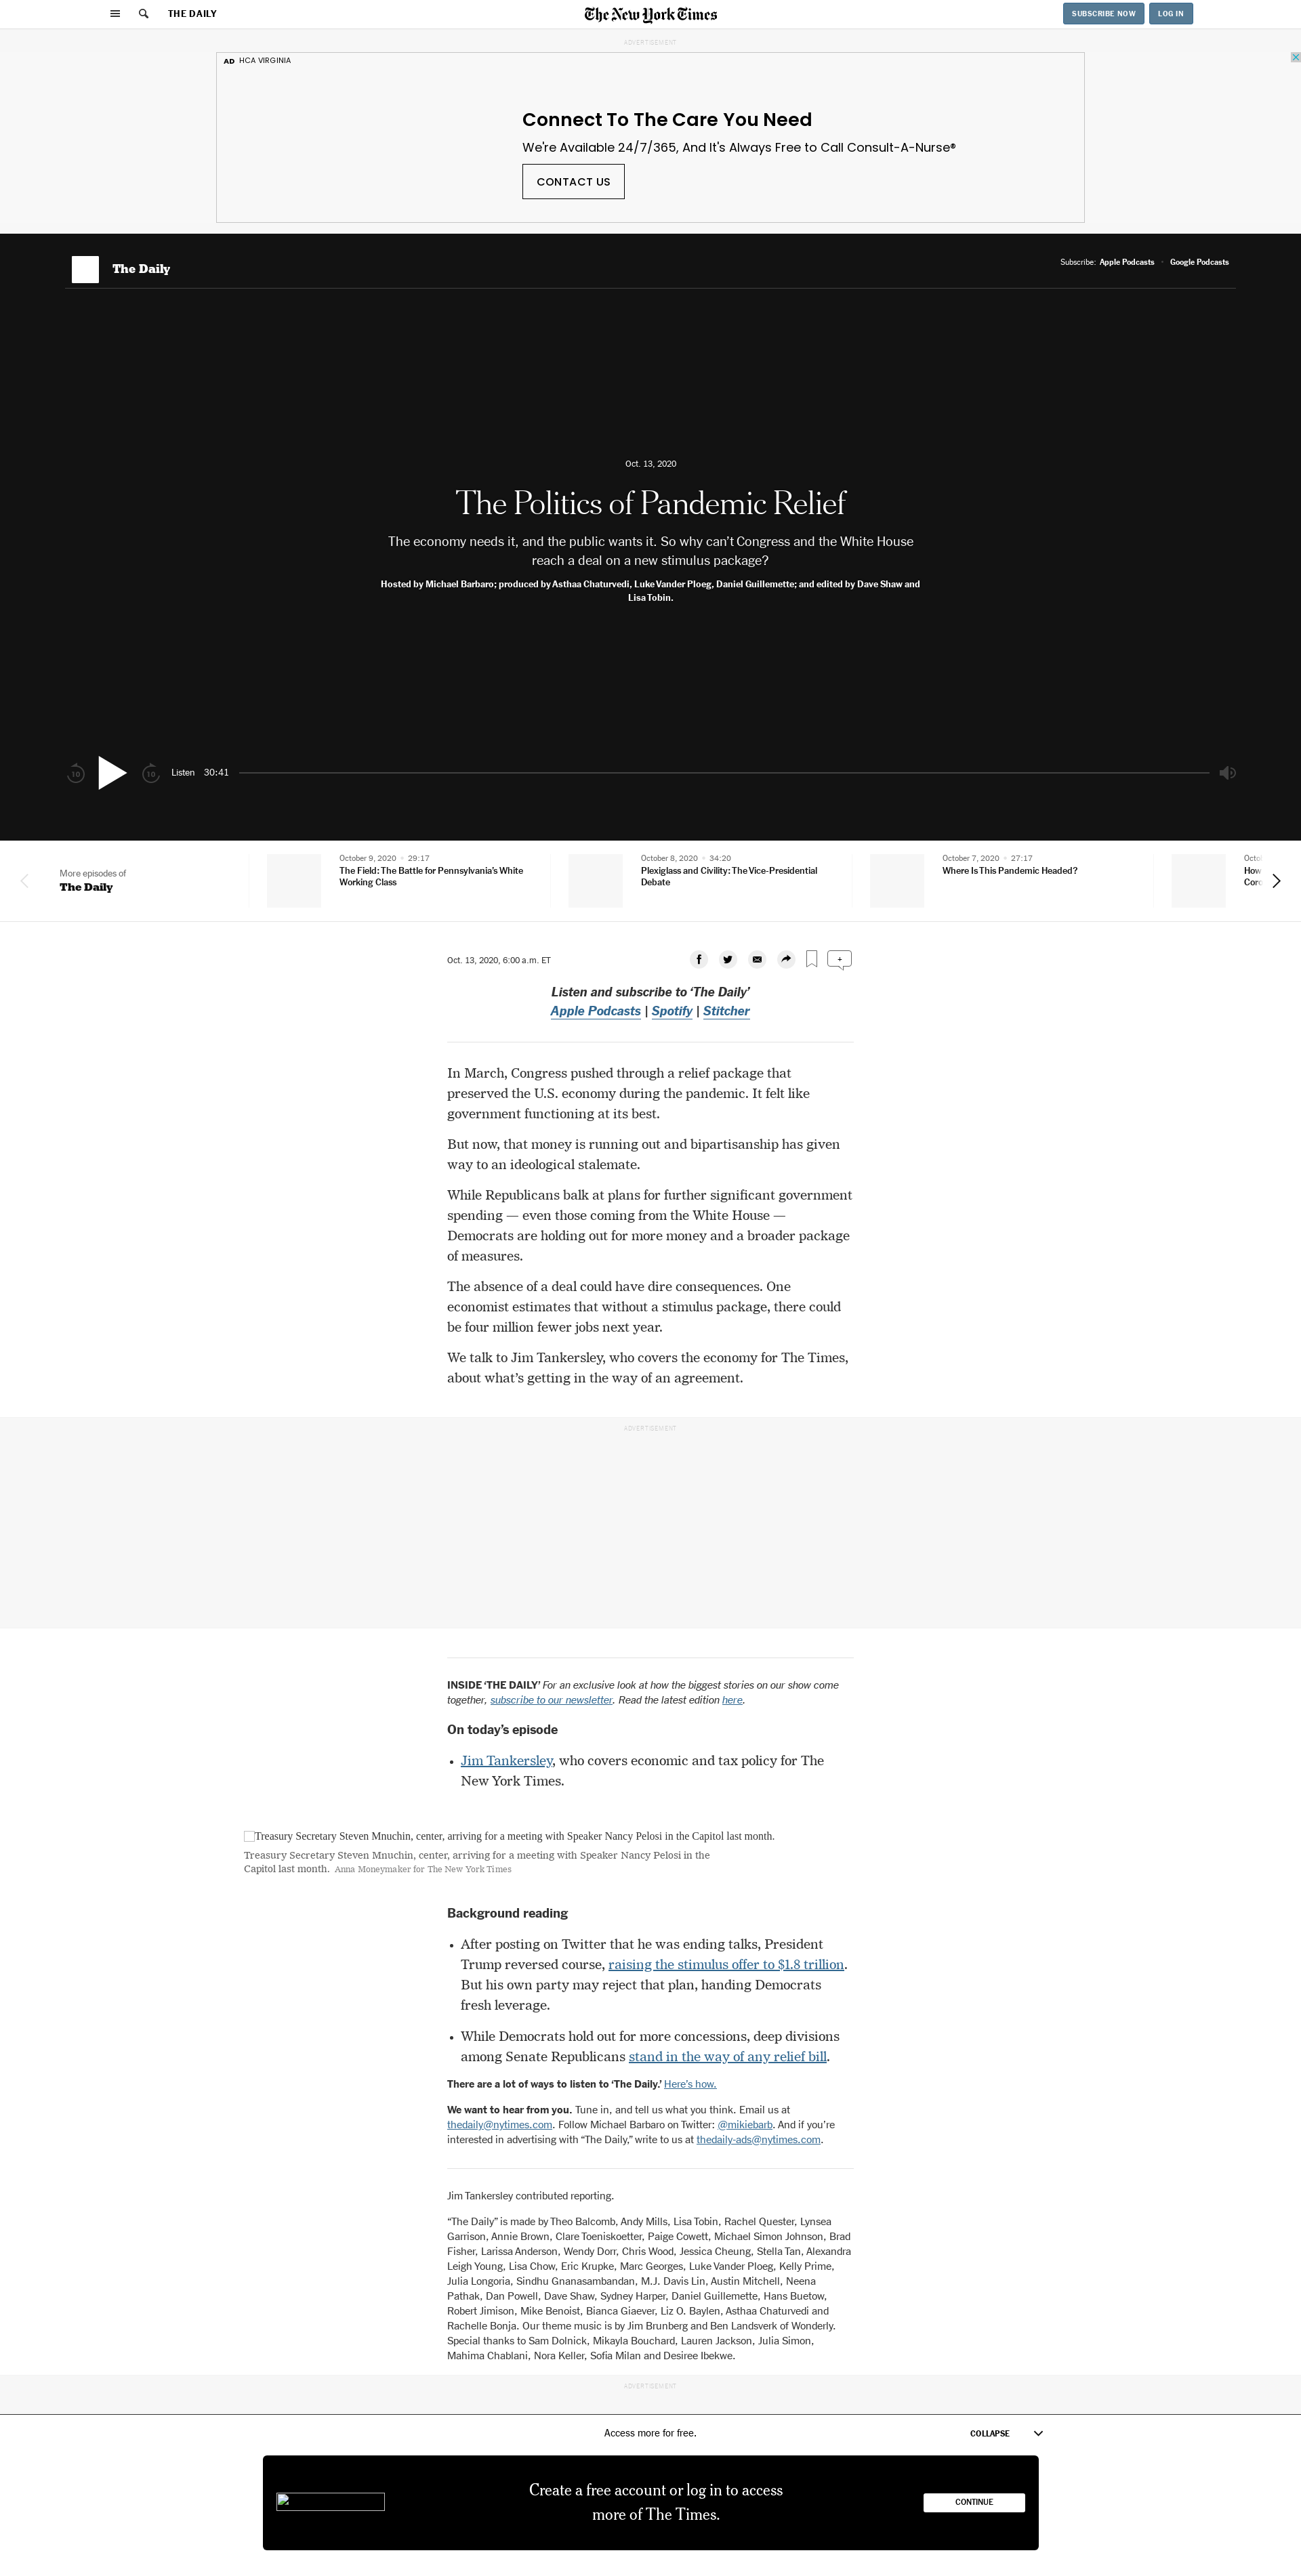 THE DAILY
The New York Times
SUBSCRIBE NOW
LOG IN
ADVERTISEMENT
AD HCA VIRGINIA
Connect To The Care You Need
We're Available 24/7/365, And It's Always Free to Call Consult-A-Nurse®
CONTACT US
The Daily
Subscribe: Apple Podcasts • Google Podcasts
Oct. 13, 2020
The Politics of Pandemic Relief
The economy needs it, and the public wants it. So why can’t Congress and the White House
reach a deal on a new stimulus package?
Hosted by Michael Barbaro; produced by Asthaa Chaturvedi, Luke Vander Ploeg, Daniel Guillemette; and edited by Dave Shaw and
Lisa Tobin.
10
10
Listen 30:41
More episodes of
The Daily
October 9, 2020 • 29:17
The Field: The Battle for Pennsylvania’s White
Working Class
October 8, 2020 • 34:20
Plexiglass and Civility: The Vice-Presidential
Debate
October 7, 2020 • 27:17
Where Is This Pandemic Headed?
How
Oct. 13, 2020, 6:00 a.m. ET
+
Listen and subscribe to ‘The Daily’
Apple Podcasts | Spotify | Stitcher
In March, Congress pushed through a relief package that
preserved the U.S. economy during the pandemic. It felt like
government functioning at its best.
But now, that money is running out and bipartisanship has given
way to an ideological stalemate.
While Republicans balk at plans for further significant government
spending — even those coming from the White House —
Democrats are holding out for more money and a broader package
of measures.
The absence of a deal could have dire consequences. One
economist estimates that without a stimulus package, there could
be four million fewer jobs next year.
We talk to Jim Tankersley, who covers the economy for The Times,
about what’s getting in the way of an agreement.
ADVERTISEMENT
INSIDE ‘THE DAILY’ For an exclusive look at how the biggest stories on our show come
together, subscribe to our newsletter. Read the latest edition here.
On today’s episode
• Jim Tankersley, who covers economic and tax policy for The
New York Times.
Treasury Secretary Steven Mnuchin, center, arriving for a meeting with Speaker Nancy Pelosi in the Capitol last month.
Treasury Secretary Steven Mnuchin, center, arriving for a meeting with Speaker Nancy Pelosi in the
Capitol last month. Anna Moneymaker for The New York Times
Background reading
• After posting on Twitter that he was ending talks, President
Trump reversed course, raising the stimulus offer to $1.8 trillion.
But his own party may reject that plan, handing Democrats
fresh leverage.
• While Democrats hold out for more concessions, deep divisions
among Senate Republicans stand in the way of any relief bill.
There are a lot of ways to listen to ‘The Daily.’ Here’s how.
We want to hear from you. Tune in, and tell us what you think. Email us at
thedaily@nytimes.com. Follow Michael Barbaro on Twitter: @mikiebarb. And if you’re
interested in advertising with “The Daily,” write to us at thedaily-ads@nytimes.com.
Jim Tankersley contributed reporting.
“The Daily” is made by Theo Balcomb, Andy Mills, Lisa Tobin, Rachel Quester, Lynsea
Garrison, Annie Brown, Clare Toeniskoetter, Paige Cowett, Michael Simon Johnson, Brad
Fisher, Larissa Anderson, Wendy Dorr, Chris Wood, Jessica Cheung, Stella Tan, Alexandra
Leigh Young, Lisa Chow, Eric Krupke, Marc Georges, Luke Vander Ploeg, Kelly Prime,
Julia Longoria, Sindhu Gnanasambandan, M.J. Davis Lin, Austin Mitchell, Neena
Pathak, Dan Powell, Dave Shaw, Sydney Harper, Daniel Guillemette, Hans Buetow,
Robert Jimison, Mike Benoist, Bianca Giaever, Liz O. Baylen, Asthaa Chaturvedi and
Rachelle Bonja. Our theme music is by Jim Brunberg and Ben Landsverk of Wonderly.
Special thanks to Sam Dolnick, Mikayla Bouchard, Lauren Jackson, Julia Simon,
Mahima Chablani, Nora Keller, Sofia Milan and Desiree Ibekwe.
ADVERTISEMENT
Access more for free.
COLLAPSE
Create a free account or log in to access
more of The Times.
CONTINUE